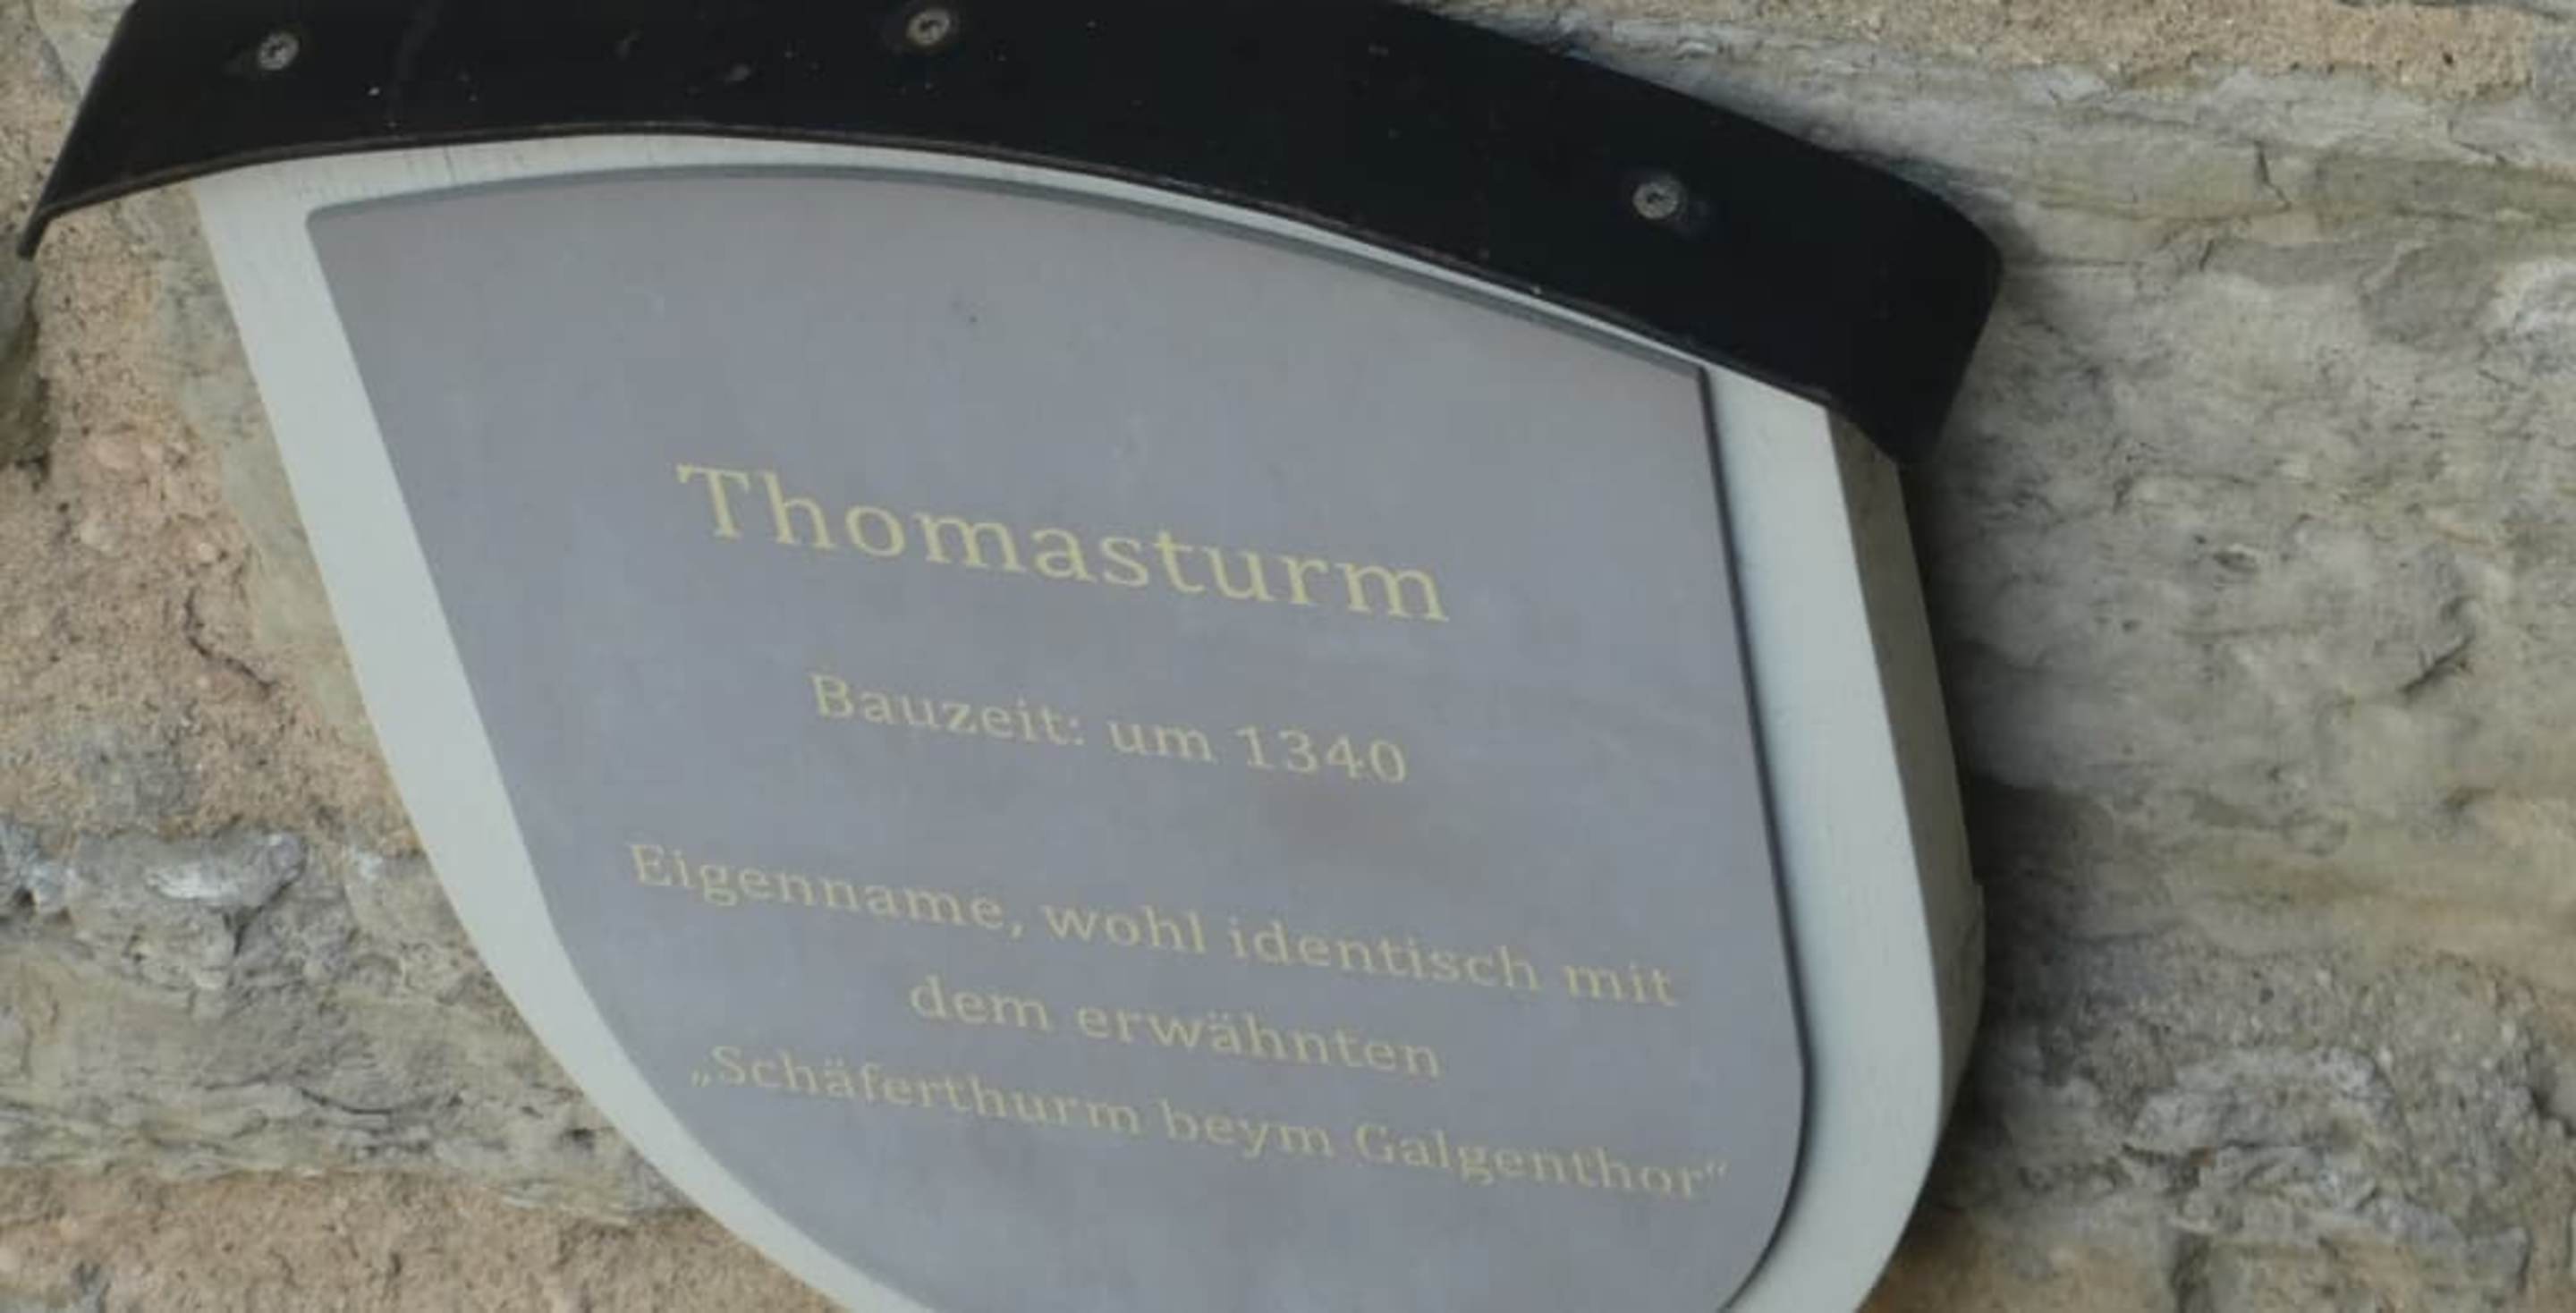 Thomasturm
Bauzeit: um 1340
Eigenname, wohl identisch mit
dem erwähnten
„Schäferthurm beym Galgenthor“